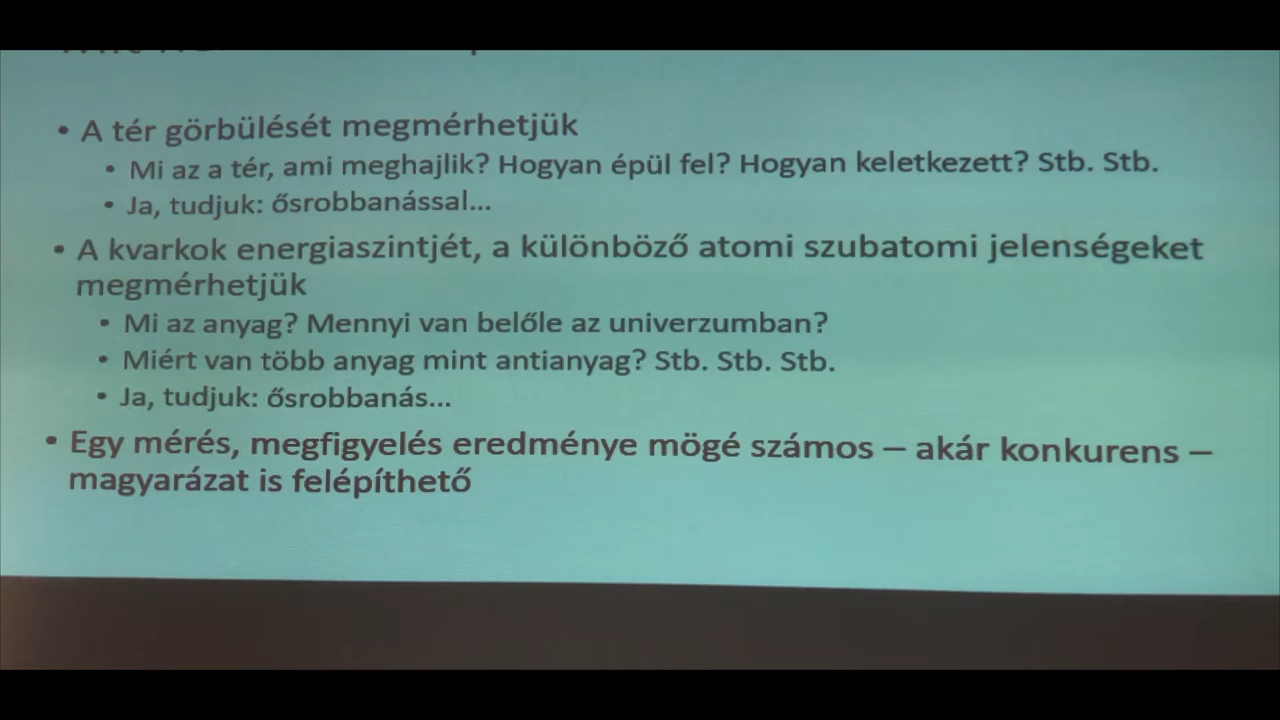 • A tér görbülését megmérhetjük
• Mi az a tér, ami meghajlik? Hogyan épül fel? Hogyan keletkezett? Stb. Stb.
• Ja, tudjuk: ősrobbanással...
• A kvarkok energiaszintjét, a különböző atomi szubatomi jelenségeket
megmérhetjük
• Mi az anyag? Mennyi van belőle az univerzumban?
• Miért van több anyag mint antianyag? Stb. Stb. Stb.
• Ja, tudjuk: ősrobbanás...
• Egy mérés, megfigyelés eredménye mögé számos – akár konkurens –
magyarázat is felépíthető